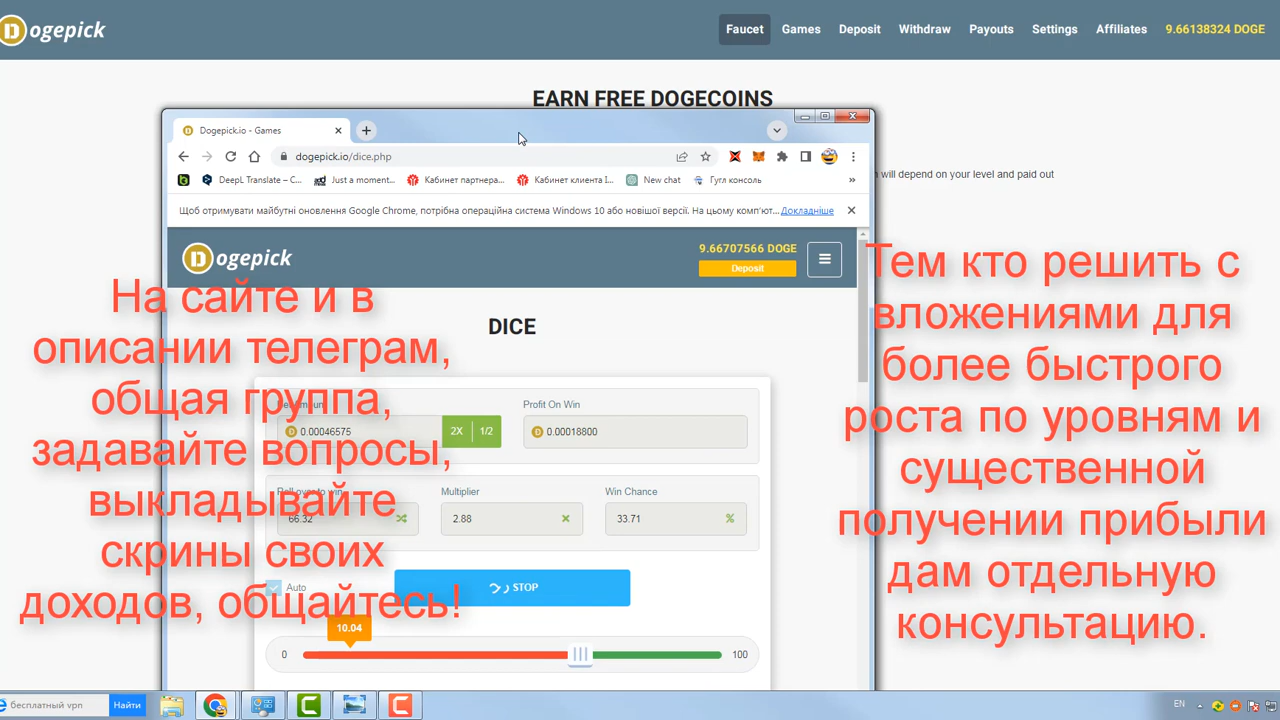 Dogepick
Faucet Games Deposit Withdraw Payouts Settings Affiliates 9.66138324 DOGE
EARN FREE DOGECOINS
Dogepick.io - Games
dogepick.io/dice.php
DeepL Translate – C... Just a moment... Кабинет партнера... Кабинет клиента I... New chat Гугл консоль »
n will depend on your level and paid out
Щоб отримувати майбутні оновлення Google Chrome, потрібна операційна система Windows 10 або новішої версії. На цьому комп'ют... Докладніше
Dogepick
9.66707566 DOGE
Deposit
DICE
На сайте и в
описании телеграм,
общая группа,
задавайте вопросы,
выкладывайте
скрины своих
доходов, общайтесь!
Тем кто решить с
вложениями для
более быстрого
роста по уровням и
существенной
получении прибыли
дам отдельную
консультацию.
Profit On Win
0.00046575 2X 1/2 0.00018800
Roll over to win Multiplier Win Chance
66.32 2.88 33.71 %
Auto STOP
10.04
0 100
бесплатный vpn Найти EN